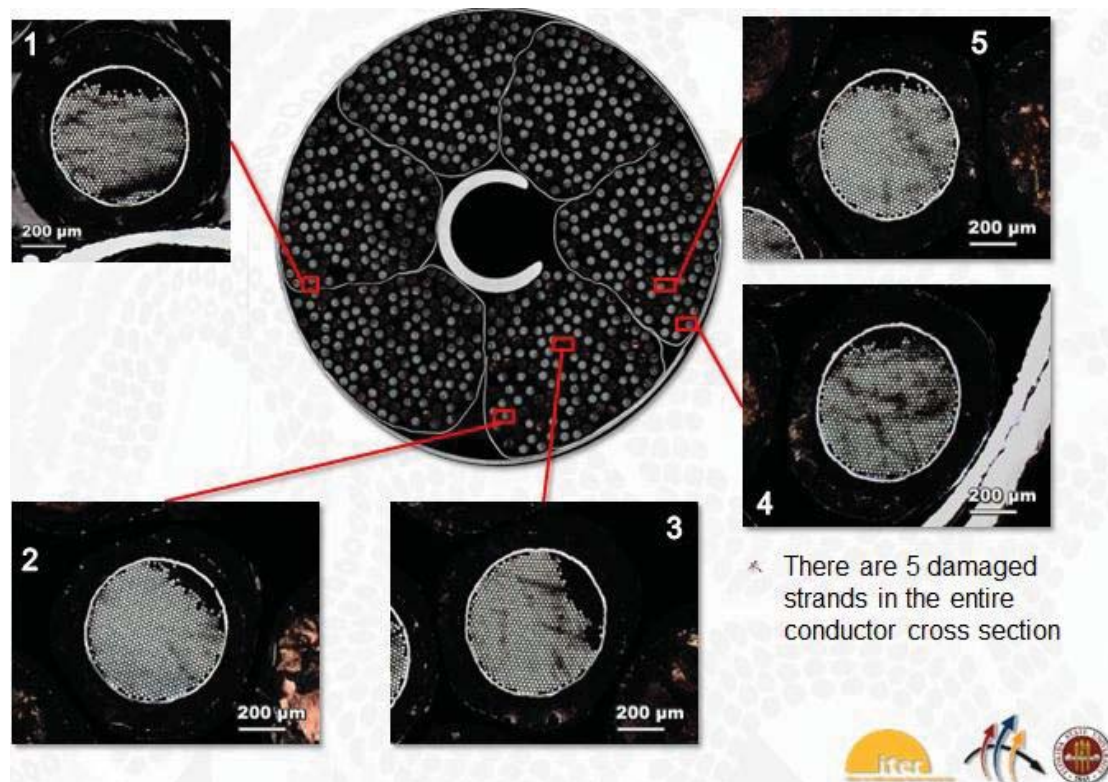 1
200 µm
5
200 µm
4
200 µm
2
200 µm
3
200 µm
There are 5 damaged
strands in the entire
conductor cross section
iter